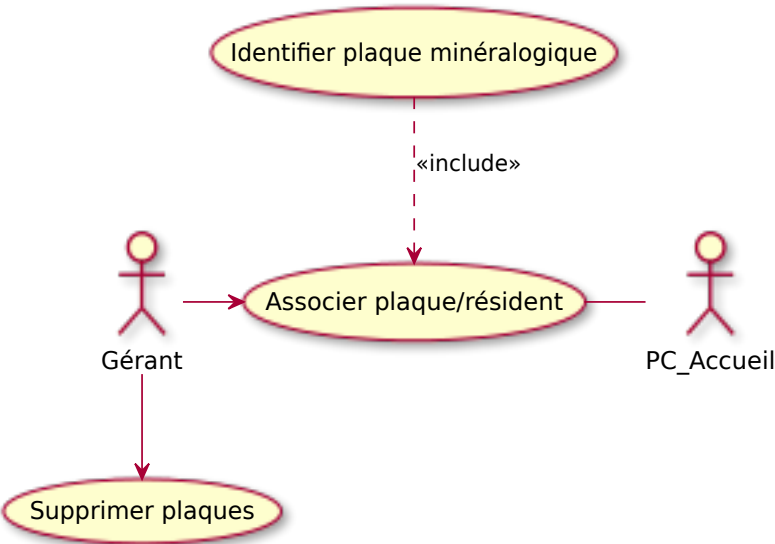 Identifier plaque minéralogique
«include»
Associer plaque/résident
Gérant
PC_Accueil
Supprimer plaques